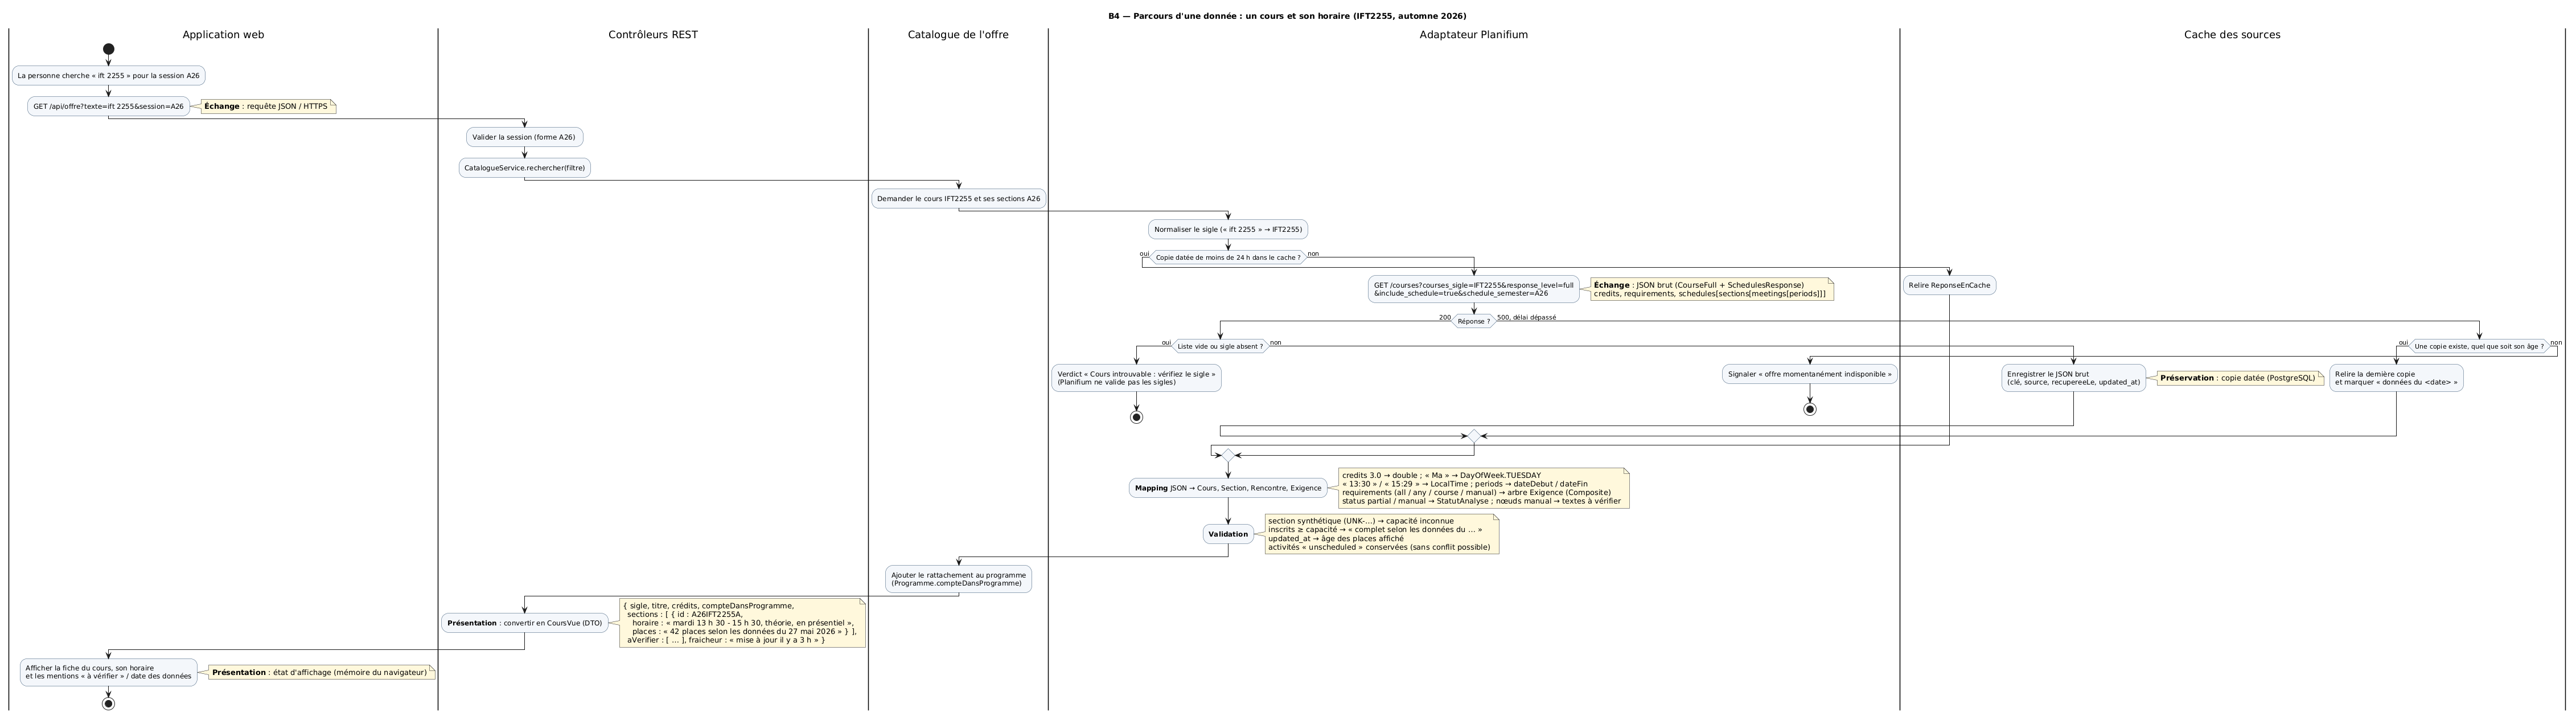 B4 — Parcours d'une donnée : un cours et son horaire (IFT2255, automne 2026)
Application web
Contrôleurs REST
Catalogue de l'offre
Adaptateur Planifium
Cache des sources
La personne cherche « ift 2255 » pour la session A26
GET /api/offre?texte=ift 2255&session=A26
Échange : requête JSON / HTTPS
Valider la session (forme A26)
CatalogueService.rechercher(filtre)
Demander le cours IFT2255 et ses sections A26
Normaliser le sigle (« ift 2255 » → IFT2255)
oui
Copie datée de moins de 24 h dans le cache ?
non
GET /courses?courses_sigle=IFT2255&response_level=full
&include_schedule=true&schedule_semester=A26
Échange : JSON brut (CourseFull + SchedulesResponse)
credits, requirements, schedules[sections[meetings[periods]]]
Relire ReponseEnCache
200
Réponse ?
500, délai dépassé
oui
Liste vide ou sigle absent ?
non
oui
Une copie existe, quel que soit son âge ?
non
Verdict « Cours introuvable : vérifiez le sigle »
(Planifium ne valide pas les sigles)
Signaler « offre momentanément indisponible »
Enregistrer le JSON brut
(clé, source, recupereeLe, updated_at)
Préservation : copie datée (PostgreSQL)
Relire la dernière copie
et marquer « données du <date> »
Mapping JSON → Cours, Section, Rencontre, Exigence
credits 3.0 → double ; « Ma » → DayOfWeek.TUESDAY
« 13:30 » / « 15:29 » → LocalTime ; periods → dateDebut / dateFin
requirements (all / any / course / manual) → arbre Exigence (Composite)
status partial / manual → StatutAnalyse ; nœuds manual → textes à vérifier
Validation
section synthétique (UNK-...) → capacité inconnue
inscrits ≥ capacité → « complet selon les données du ... »
updated_at → âge des places affiché
activités « unscheduled » conservées (sans conflit possible)
Ajouter le rattachement au programme
(Programme.compteDansProgramme)
Présentation : convertir en CoursVue (DTO)
{ sigle, titre, crédits, compteDansProgramme,
sections : [ { id : A26IFT2255A,
horaire : « mardi 13 h 30 - 15 h 30, théorie, en présentiel »,
places : « 42 places selon les données du 27 mai 2026 » } ],
aVerifier : [ ... ], fraicheur : « mise à jour il y a 3 h » }
Afficher la fiche du cours, son horaire
et les mentions « à vérifier » / date des données
Présentation : état d'affichage (mémoire du navigateur)